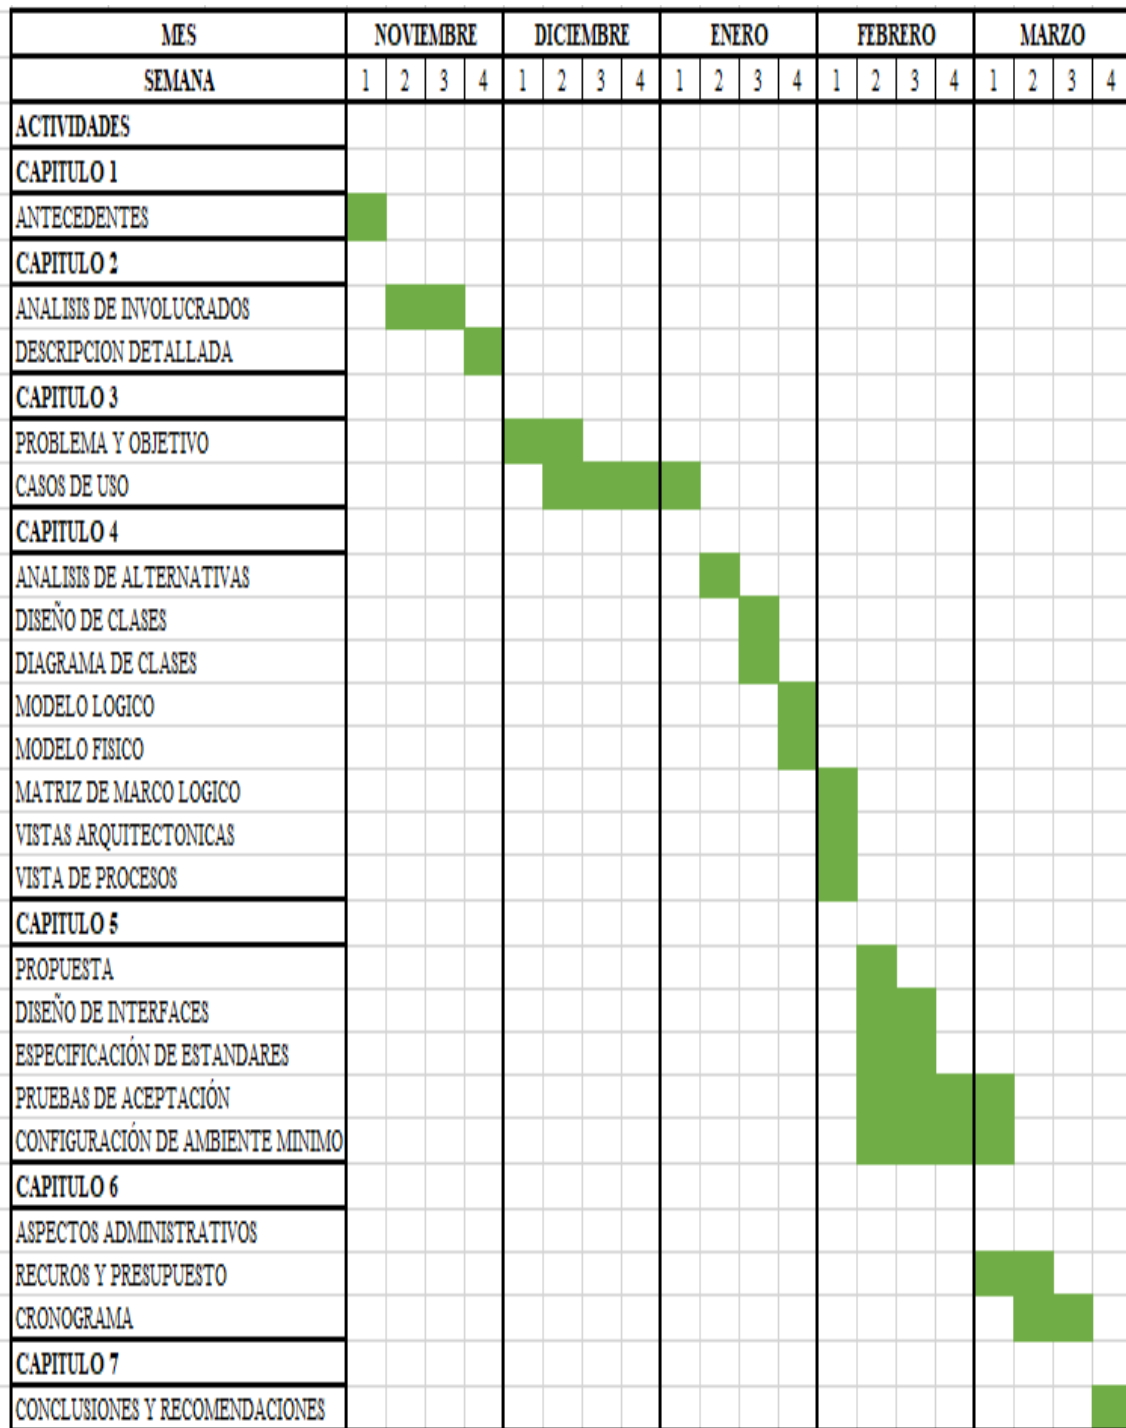 MES NOVIEMBRE DICIEMBRE ENERO FEBRERO MARZO
SEMANA 1 2 3 4 1 2 3 4 1 2 3 4 1 2 3 4 1 2 3 4
ACTIVIDADES
CAPITULO 1
ANTECEDENTES
CAPITULO 2
ANALISIS DE INVOLUCRADOS
DESCRIPCION DETALLADA
CAPITULO 3
PROBLEMA Y OBJETIVO
CASOS DE USO
CAPITULO 4
ANALISIS DE ALTERNATIVAS
DISEÑO DE CLASES
DIAGRAMA DE CLASES
MODELO LOGICO
MODELO FISICO
MATRIZ DE MARCO LOGICO
VISTAS ARQUITECTONICAS
VISTA DE PROCESOS
CAPITULO 5
PROPUESTA
DISEÑO DE INTERFACES
ESPECIFICACIÓN DE ESTANDARES
PRUEBAS DE ACEPTACIÓN
CONFIGURACIÓN DE AMBIENTE MINIMO
CAPITULO 6
ASPECTOS ADMINISTRATIVOS
RECUROS Y PRESUPUESTO
CRONOGRAMA
CAPITULO 7
CONCLUSIONES Y RECOMENDACIONES